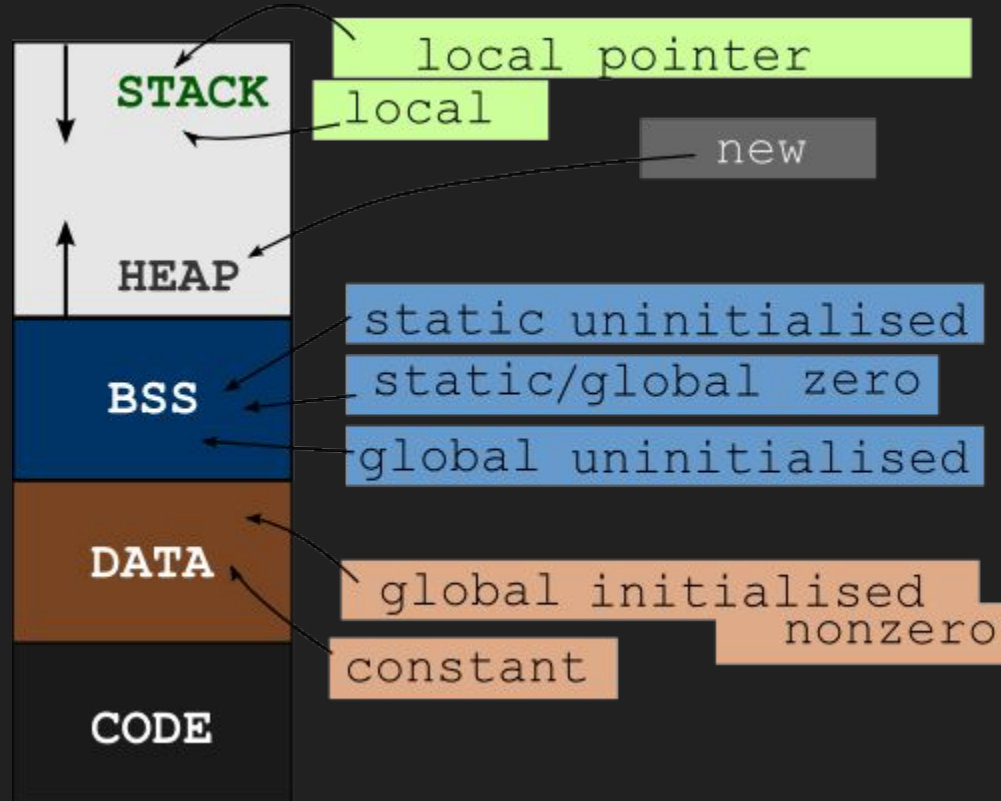 local pointer
STACK
local
new
HEAP
static uninitialised
static/global zero
BSS
global uninitialised
DATA
global initialised
nonzero
constant
CODE